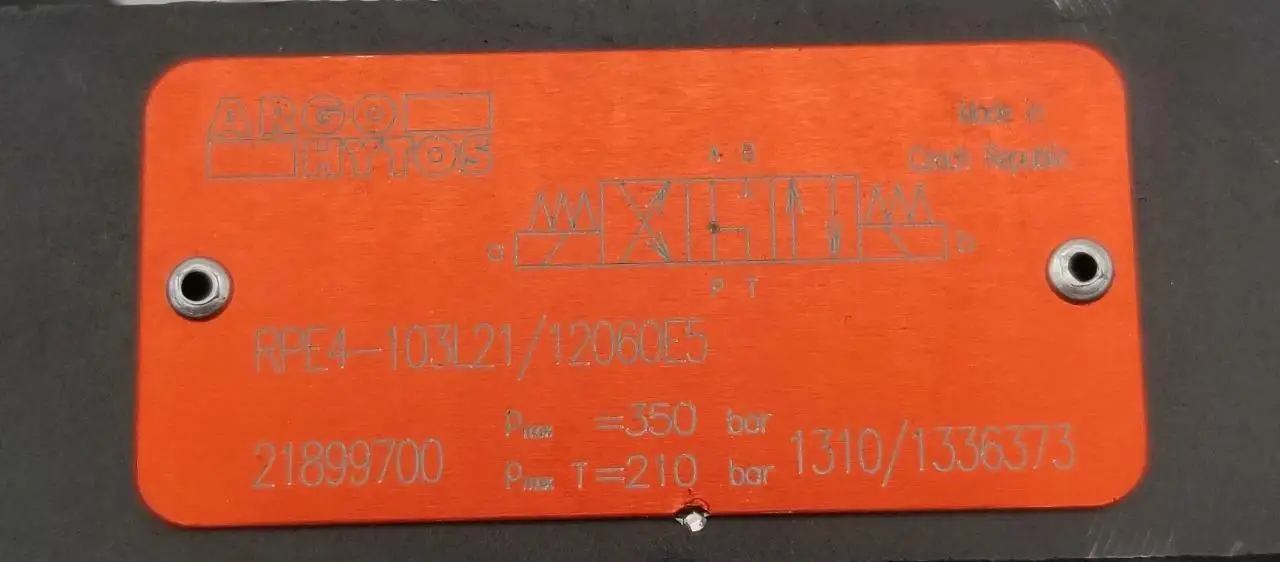 ARGO
HYTOS
Made in
Czech Republic
A B
a
b
P T
RPE4-103L21/12060E5
21899700
Pmax =350 bar
Pmax T=210 bar
1310/1336373